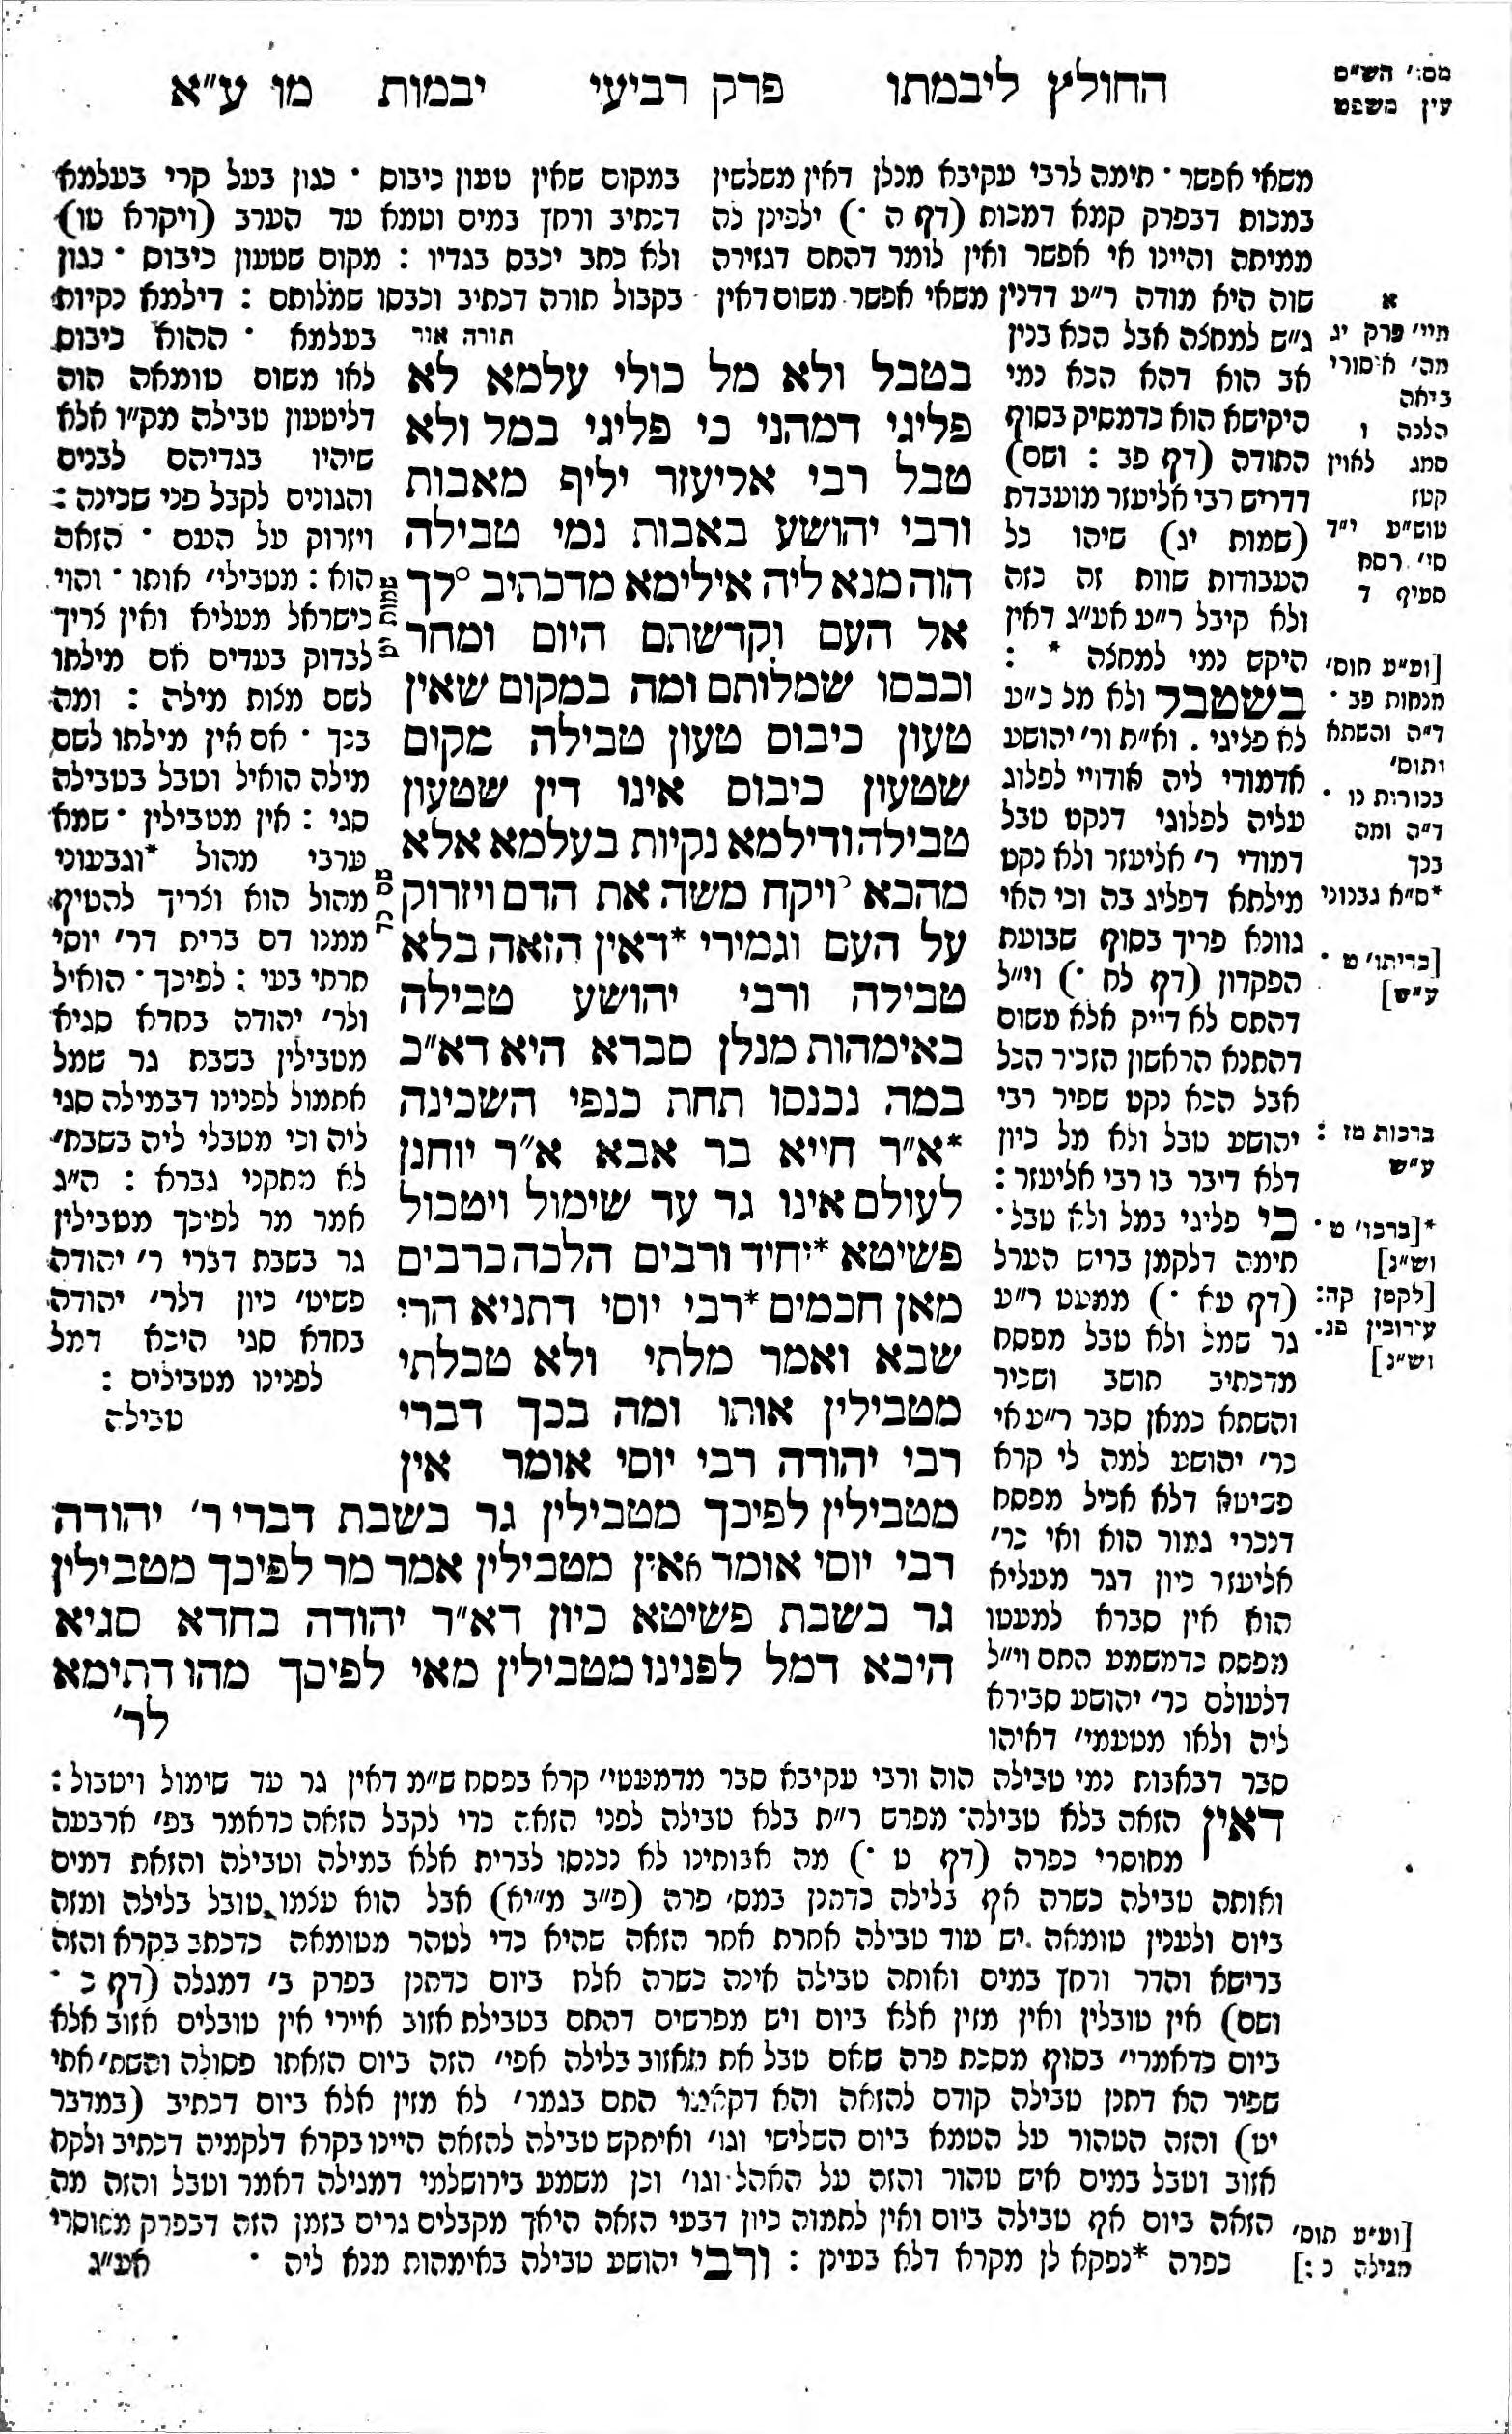 מס׳ הש״ס
עין משפט
החולץ ליבמתו פרק רביעי יבמות מו ע״א
בטבל ולא מל כולי עלמא לא
פליגי דמהני כי פליגי במל ולא
טבל רבי אליעזר יליף מאבות
ורבי יהושע באבות נמי טבילה
הוה מנא ליה אילימא מדכתיב °לך
אל העם וקדשתם היום ומחר
וכבסו שמלותם ומה במקום שאין
טעון כיבוס טעון טבילה מקום
שטעון כיבוס אינו דין שטעון
טבילה ודילמא נקיות בעלמא אלא
מהכא °ויקח משה את הדם ויזרוק
על העם וגמירי *דאין הזאה בלא
טבילה ורבי יהושע טבילה
באימהות מנלן סברא היא דא״כ
במה נכנסו תחת כנפי השכינה
*א״ר חייא בר אבא א״ר יוחנן
לעולם אינו גר עד שימול ויטבול
פשיטא *יחיד ורבים הלכה כרבים
מאן חכמים *רבי יוסי דתניא הרי
שבא ואמר מלתי ולא טבלתי
מטבילין אותו ומה בכך דברי
רבי יהודה רבי יוסי אומר אין
מטבילין לפיכך מטבילין גר בשבת דברי ר׳ יהודה
רבי יוסי אומר אאין מטבילין אמר מר לפיכך מטבילין
גר בשבת פשיטא כיון דא״ר יהודה בחדא סגיא
היכא דמל לפנינו מטבילין מאי לפיכך מהו דתימא
לר׳
במקום שאין טעון כיבוס · כגון בעל קרי בעלמא
דכתיב ורחץ במים וטמא עד הערב (ויקרא טו)
ולא כתב יכבס בגדיו : מקום שטעון כיבוס · כגון
בקבול תורה דכתיב וכבסו שמלותם : דילמא נקיות
תורה אור
בעלמא · ההוא כיבוס
לאו משום טומאה הוה
דליטעון טבילה מק״ו אלא
שיהיו בגדיהם לבנים
והגונים לקבל פני שכינה :
ויזרוק על העם · הזאה
הוא : מטבילי׳ אותו · והוי
כישראל מעליא ואין צריך
לבדוק בעדים אם מילתו
לשם מצות מילה : ומה
בכך · אם אין מילתו לשם
מילה הואיל וטבל בטבילה
סגי : אין מטבילין · שמא
ערבי מהול *וגבעוני
מהול הוא וצריך להטיף
ממנו דם ברית דר׳ יוסי
תרתי בעי : לפיכך · הואיל
ולר׳ יהודה בחדא סגיא
מטבילין בשבת גר שמל
אתמול לפנינו דבמילה סגי
ליה וכי מטבלי ליה בשבת׳
לא מתקני גברא : ה״ג
אמר מר לפיכך מטבילין
גר בשבת דברי ר׳ יהודה
פשיט׳ כיון דלר׳ יהודה
בחדא סגי היכא דמל
לפנינו מטבילים :
טבילה
משאי אפשר · תימה לרבי עקיבא מנלן דאין משלשין
במכות דבפרק קמא דמכות (דף ה ·) ילפינן לה
ממיתה והיינו אי אפשר ואין לומר דהתם דגזירה
שוה היא מודה ר״ע דדנין משאי אפשר משום דאין
ג״ש למחצה אבל הכא בנין
אב הוא דהא הכא נמי
היקישא הוא כדמסיק בסוף
התודה (דף פב : ושם)
דדריש רבי אליעזר מועבדת
(שמות יג) שיהו כל
העבודות שוות זה כזה
ולא קיבל ר״ע אע״ג דאין
היקש נמי למחצה * :
בשטבל ולא מל כ״ע
לא פליגי . וא״ת ור׳ יהושע
אדמודי ליה אודויי לפלוג
עליה לפלוגי דנקט טבל
דמודי ר׳ אליעזר ולא נקט
מילתא דפליג בה וכי האי
גוונא פריך בסוף שבועת
הפקדון (דף לח ·) וי״ל
דהתם לא דייק אלא משום
דהתנא הראשון הזכיר הכל
אבל הכא נקט שפיר רבי
יהושע טבל ולא מל כיון
דלא דיבר בו רבי אליעזר :
כי פליגי במל ולא טבל ·
תימה דלקמן בריש הערל
(דף עא ·) ממעט ר״ע
גר שמל ולא טבל מפסח
מדכתיב תושב ושכיר
והשתא כמאן סבר ר״ע אי
כר׳ יהושע למה לי קרא
פשיטא דלא אכיל מפסח
דנכרי גמור הוא ואי כר׳
אליעזר כיון דגר מעליא
הוא אין סברא למעטו
מפסח כדמשמע התם וי״ל
דלעולם כר׳ יהושע סבירא
ליה ולאו מטעמי׳ דאיהו
סבר דבאבות נמי טבילה הוה ורבי עקיבא סבר מדמעטי׳ קרא בפסח ש״מ דאין גר עד שימול ויטבול :
דאין הזאה בלא טבילה · מפרש ר״ת בלא טבילה לפני הזאה כדי לקבל הזאה כדאמר בפ׳ ארבעה
מחוסרי כפרה (דף ט ·) מה אבותינו לא נכנסו לברית אלא במילה וטבילה והזאת דמים
ואותה טבילה כשרה אף בלילה כדתנן במס׳ פרה (פ״ב מ״יא) אבל הוא עצמו טובל בלילה ומזה
ביום ולענין טומאה יש עוד טבילה אחרת אחר הזאה שהיא כדי לטהר מטומאה כדכתב בקרא והזה
ברישא והדר ורחץ במים ואותה טבילה אינה כשרה אלא ביום כדתנן בפרק ב׳ דמגלה (דף כ ·
ושם) אין טובלין ואין מזין אלא ביום ויש מפרשים דהתם בטבילת אזוב איירי אין טובלים אזוב אלא
ביום כדאמרי׳ בסוף מסכת פרה שאם טבל את האזוב בלילה אפי׳ הזה ביום הזאתו פסולה והשת׳ אתי
שפיר הא דתנן טבילה קודם להזאה והא דקאמר התם בגמר׳ לא מזין אלא ביום דכתיב (במדבר
יט) והזה הטהור על הטמא ביום השלישי וגו׳ ואיתקש טבילה להזאה היינו בקרא דלקמיה דכתיב ולקח
אזוב וטבל במים איש טהור והזה על האהל וגו׳ וכן משמע בירושלמי דמגילה דאמר וטבל והזה מה
הזאה ביום אף טבילה ביום ואין לתמוה כיון דבעי הזאה היאך מקבלים גרים בזמן הזה דבפרק מחוסרי
כפרה *נפקא לן מקרא דלא בעינן : ורבי יהושע טבילה באימהות מנא ליה · אע״ג
א
מיי׳ פרק יג
מה׳ איסורי
ביאה
הלכה ו
סמג לאוין
קטז
טוש״ע י״ד
סי׳ רסח
סעיף ד
[וע״ע תוס׳
מנחות פב ·
ד״ה והשתא
ותוס׳
בכורות נו ·
ד״ה ומה
בכך
*ס״א גבנוני
[כריתו׳ ט ·
ע״ש]
ברכות מז :
ע״ש
*[ברכו׳ ט ·
וש״נ]
[לקמן קה:
עירובין פג.
וש״נ]
[וע״ע תוס׳
מגילה כ :]
שמות יט